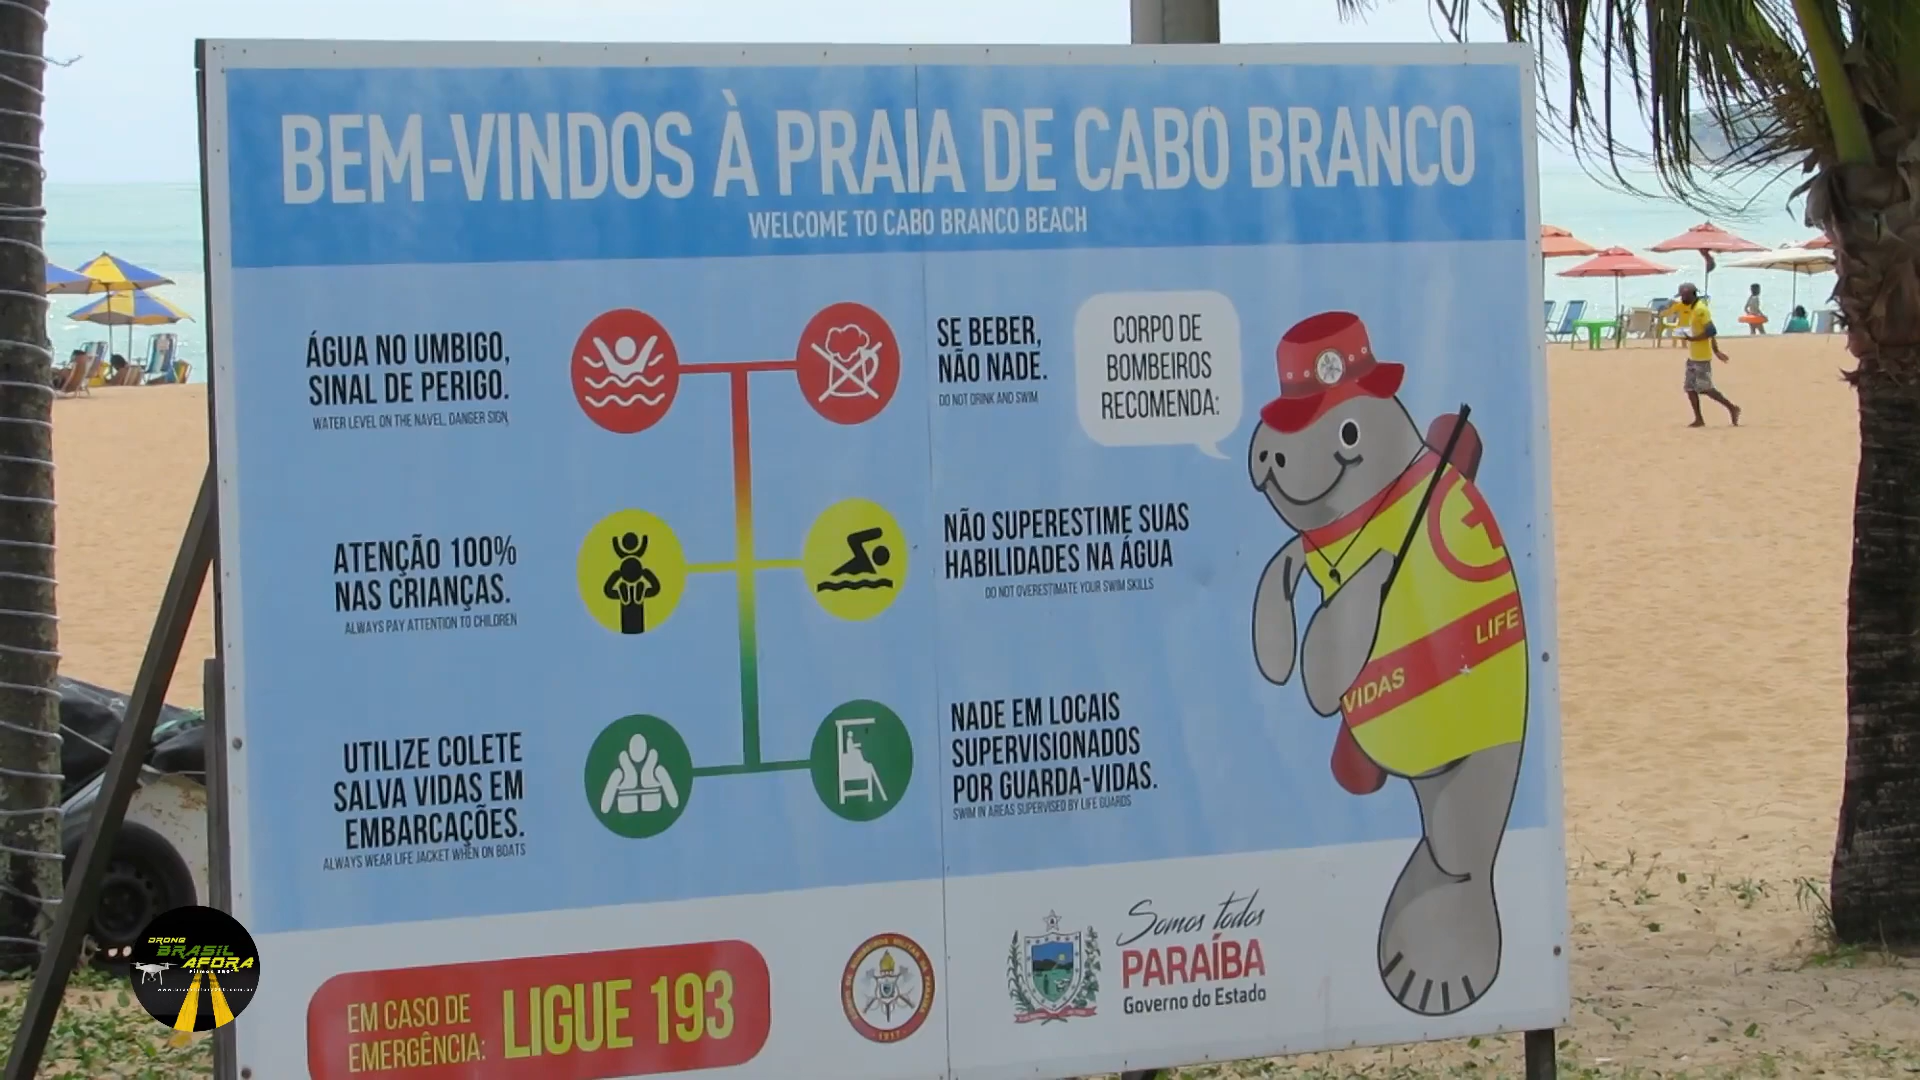 BEM-VINDOS À PRAIA DE CABO BRANCO
WELCOME TO CABO BRANCO BEACH
ÁGUA NO UMBIGO,
SINAL DE PERIGO.
WATER LEVEL ON THE NAVEL, DANGER SIGN,
SE BEBER,
NÃO NADE.
DO NOT DRINK AND SWIM
CORPO DE
BOMBEIROS
RECOMENDA:
ATENÇÃO 100%
NAS CRIANÇAS.
ALWAYS PAY ATTENTION TO CHILDREN
NÃO SUPERESTIME SUAS
HABILIDADES NA ÁGUA
DO NOT OVERESTIMATE YOUR SWIM SKILLS
UTILIZE COLETE
SALVA VIDAS EM
EMBARCAÇÕES.
ALWAYS WEAR LIFE JACKET WHEN ON BOATS
NADE EM LOCAIS
SUPERVISIONADOS
POR GUARDA-VIDAS.
SWIM IN AREAS SUPERVISED BY LIFE GUARDS
VIDAS
LIFE
EM CASO DE
EMERGÊNCIA:
LIGUE 193
1917
Somos todos
PARAÍBA
Governo do Estado
DRONE
BRASIL
AFORA
Filmes 360º